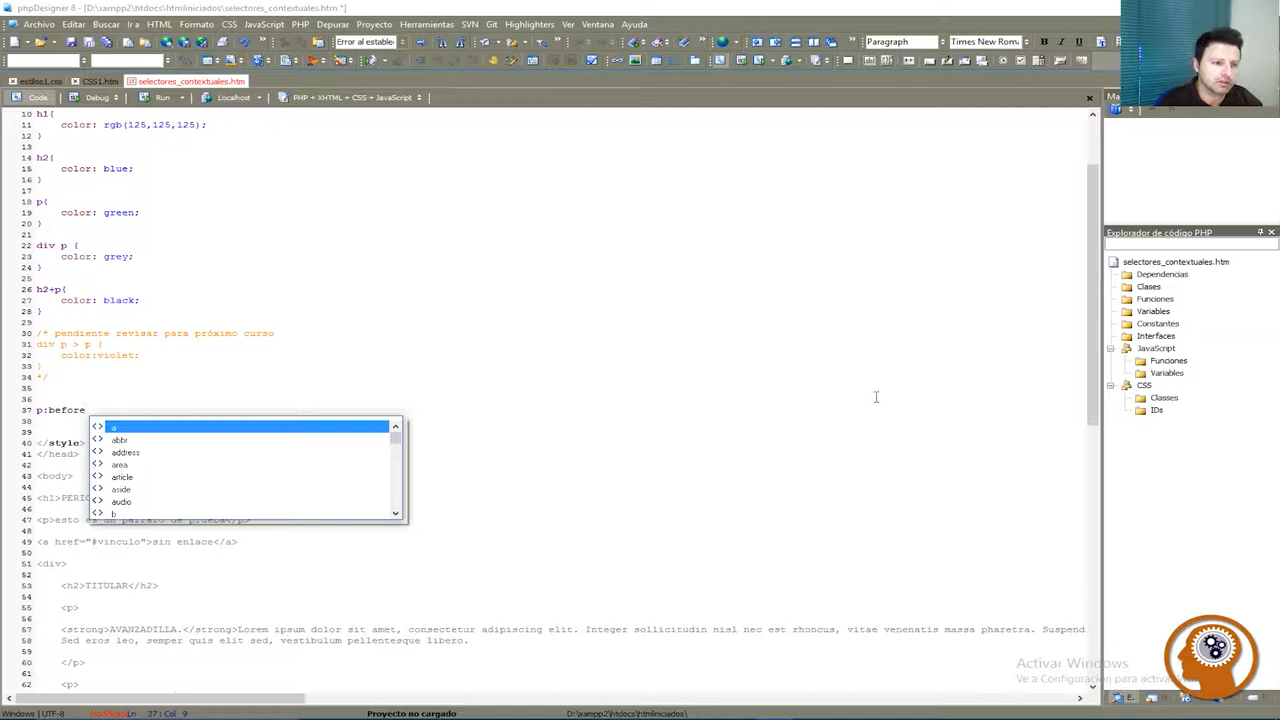 phpDesigner 8 - [D:\xampp2\htdocs\htmliniciados\selectores_contextuales.htm *]
Archivo Editar Buscar Ir a HTML Formato CSS JavaScript PHP Depurar Proyecto Herramientas SVN Git Highlighters Ver Ventana Ayuda
Error al estable
Paragraph
Times New Rom.
B I U
estilos1.css CSS1.htm selectores_contextuales.htm
Code Debug Run Localhost PHP + XHTML + CSS + JavaScript
10 h1{
11 color: rgb(125,125,125);
12 }
13
14 h2{
15 color: blue;
16 }
17
18 p{
19 color: green;
20 }
21
22 div p {
23 color: grey;
24 }
25
26 h2+p{
27 color: black;
28 }
29
30 /* pendiente revisar para próximo curso
31 div p > p {
32 color:violet;
33 }
34 */
35
36
37 p:before
38
39
40 </style>
41 </head>
42
43 <body>
44
45 <h1>PERIO
46
47 <p>esto es un párrafo de prueba</p>
48
49 <a href="#vinculo">sin enlace</a>
50
51 <div>
52
53 <h2>TITULAR</h2>
54
55 <p>
56
57 <strong>AVANZADILLA.</strong>Lorem ipsum dolor sit amet, consectetur adipiscing elit. Integer sollicitudin nisl nec est rhoncus, vitae venenatis massa pharetra. Suspend
58 Sed eros leo, semper quis elit sed, vestibulum pellentesque libero.
59
60 </p>
61
62 <p>
a
abbr
address
area
article
aside
audio
b
Explorador de código PHP
selectores_contextuales.htm
Dependencias
Clases
Funciones
Variables
Constantes
Interfaces
JavaScript
Funciones
Variables
CSS
Classes
IDs
Activar Windows
Ve a Configuración para activar
Windows UTF-8 Modificado Ln 37 : Col 9 Proyecto no cargado D:\xampp2\htdocs\htmliniciados\